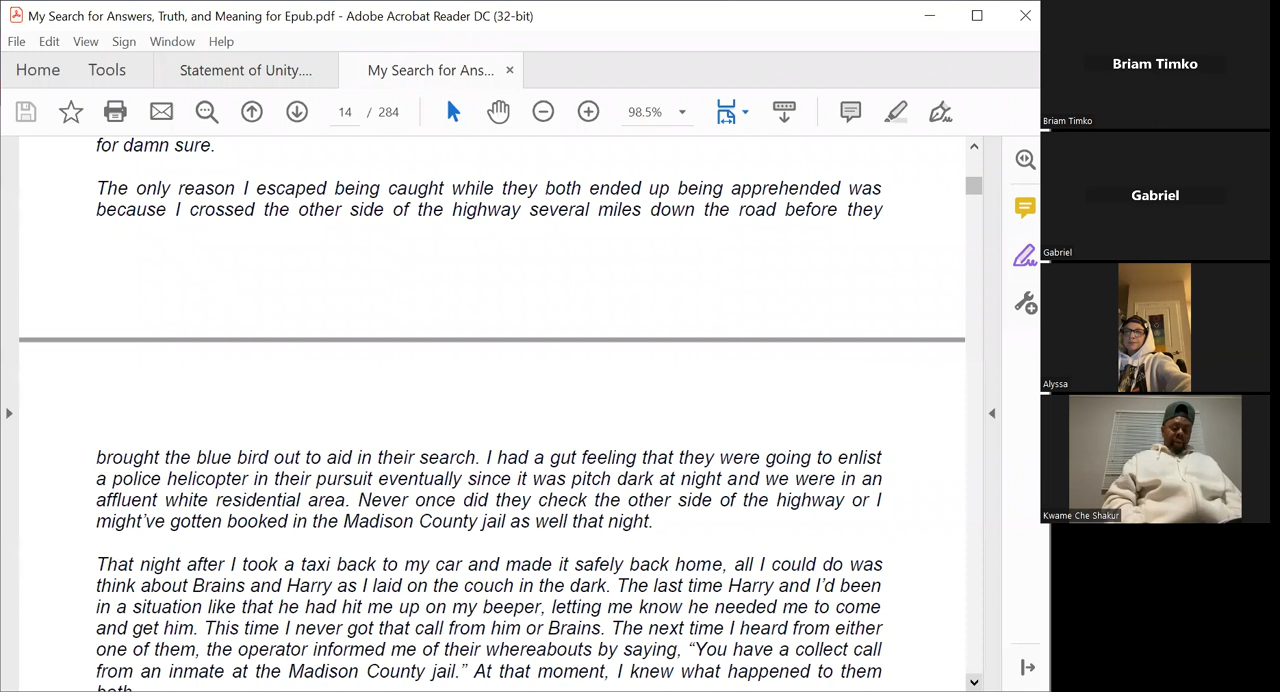 My Search for Answers, Truth, and Meaning for Epub.pdf - Adobe Acrobat Reader DC (32-bit)
File Edit View Sign Window Help
Home Tools Statement of Unity.... My Search for Ans...
14 / 284 98.5%
for damn sure.
The only reason I escaped being caught while they both ended up being apprehended was
because I crossed the other side of the highway several miles down the road before they
brought the blue bird out to aid in their search. I had a gut feeling that they were going to enlist
a police helicopter in their pursuit eventually since it was pitch dark at night and we were in an
affluent white residential area. Never once did they check the other side of the highway or I
might've gotten booked in the Madison County jail as well that night.
That night after I took a taxi back to my car and made it safely back home, all I could do was
think about Brains and Harry as I laid on the couch in the dark. The last time Harry and I'd been
in a situation like that he had hit me up on my beeper, letting me know he needed me to come
and get him. This time I never got that call from him or Brains. The next time I heard from either
one of them, the operator informed me of their whereabouts by saying, "You have a collect call
from an inmate at the Madison County jail." At that moment, I knew what happened to them
both.
Briam Timko
Briam Timko
Gabriel
Gabriel
Alyssa
Kwame Che Shakur